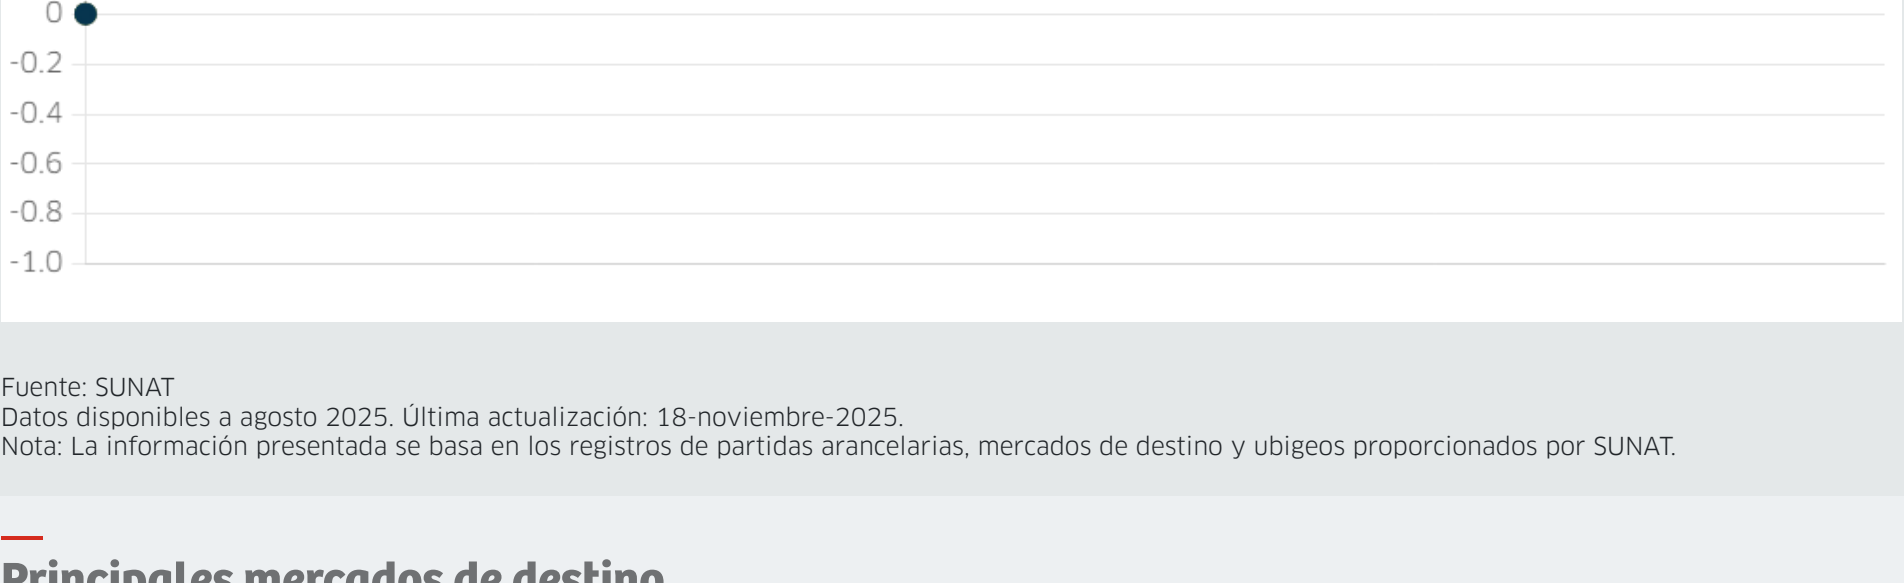 0
-0.2
-0.4
-0.6
-0.8
-1.0
Fuente: SUNAT
Datos disponibles a agosto 2025. Última actualización: 18-noviembre-2025.
Nota: La información presentada se basa en los registros de partidas arancelarias, mercados de destino y ubigeos proporcionados por SUNAT.
Principales mercados de destino